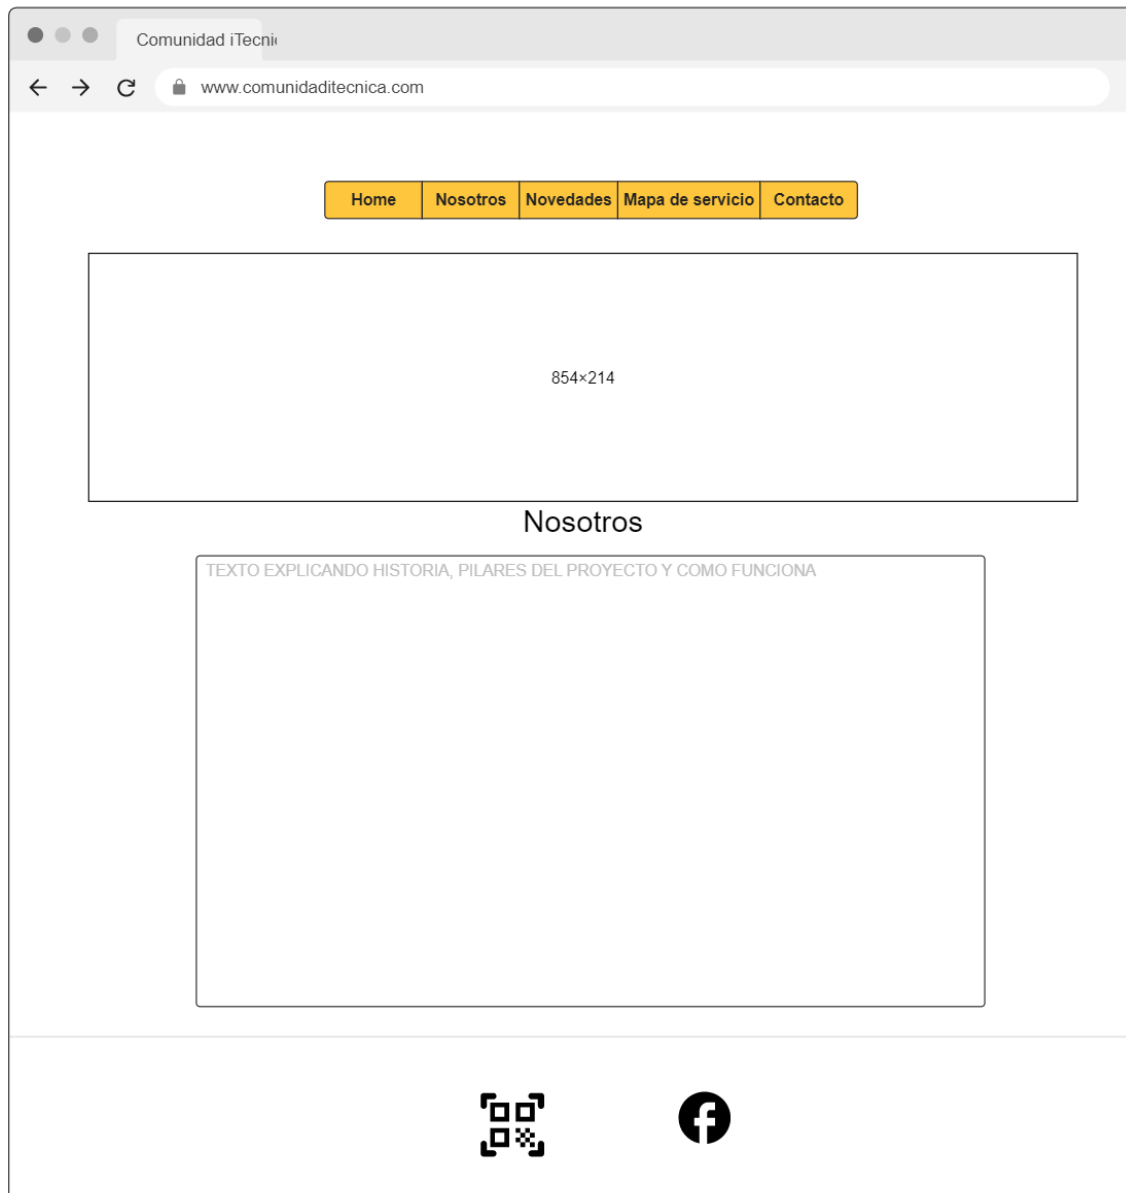 Comunidad iTecni
www.comunidaditecnica.com
Home Nosotros Novedades Mapa de servicio Contacto
854×214
Nosotros
TEXTO EXPLICANDO HISTORIA, PILARES DEL PROYECTO Y COMO FUNCIONA